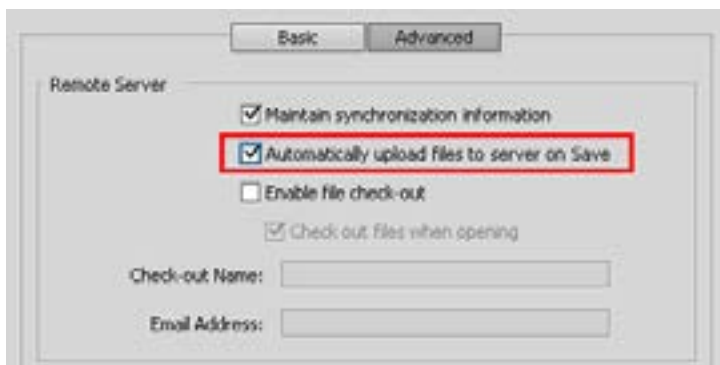 Basic Advanced
Remote Server
Maintain synchronization information
Automatically upload files to server on Save
Enable file check-out
Check out files when opening
Check-out Name:
Email Address: